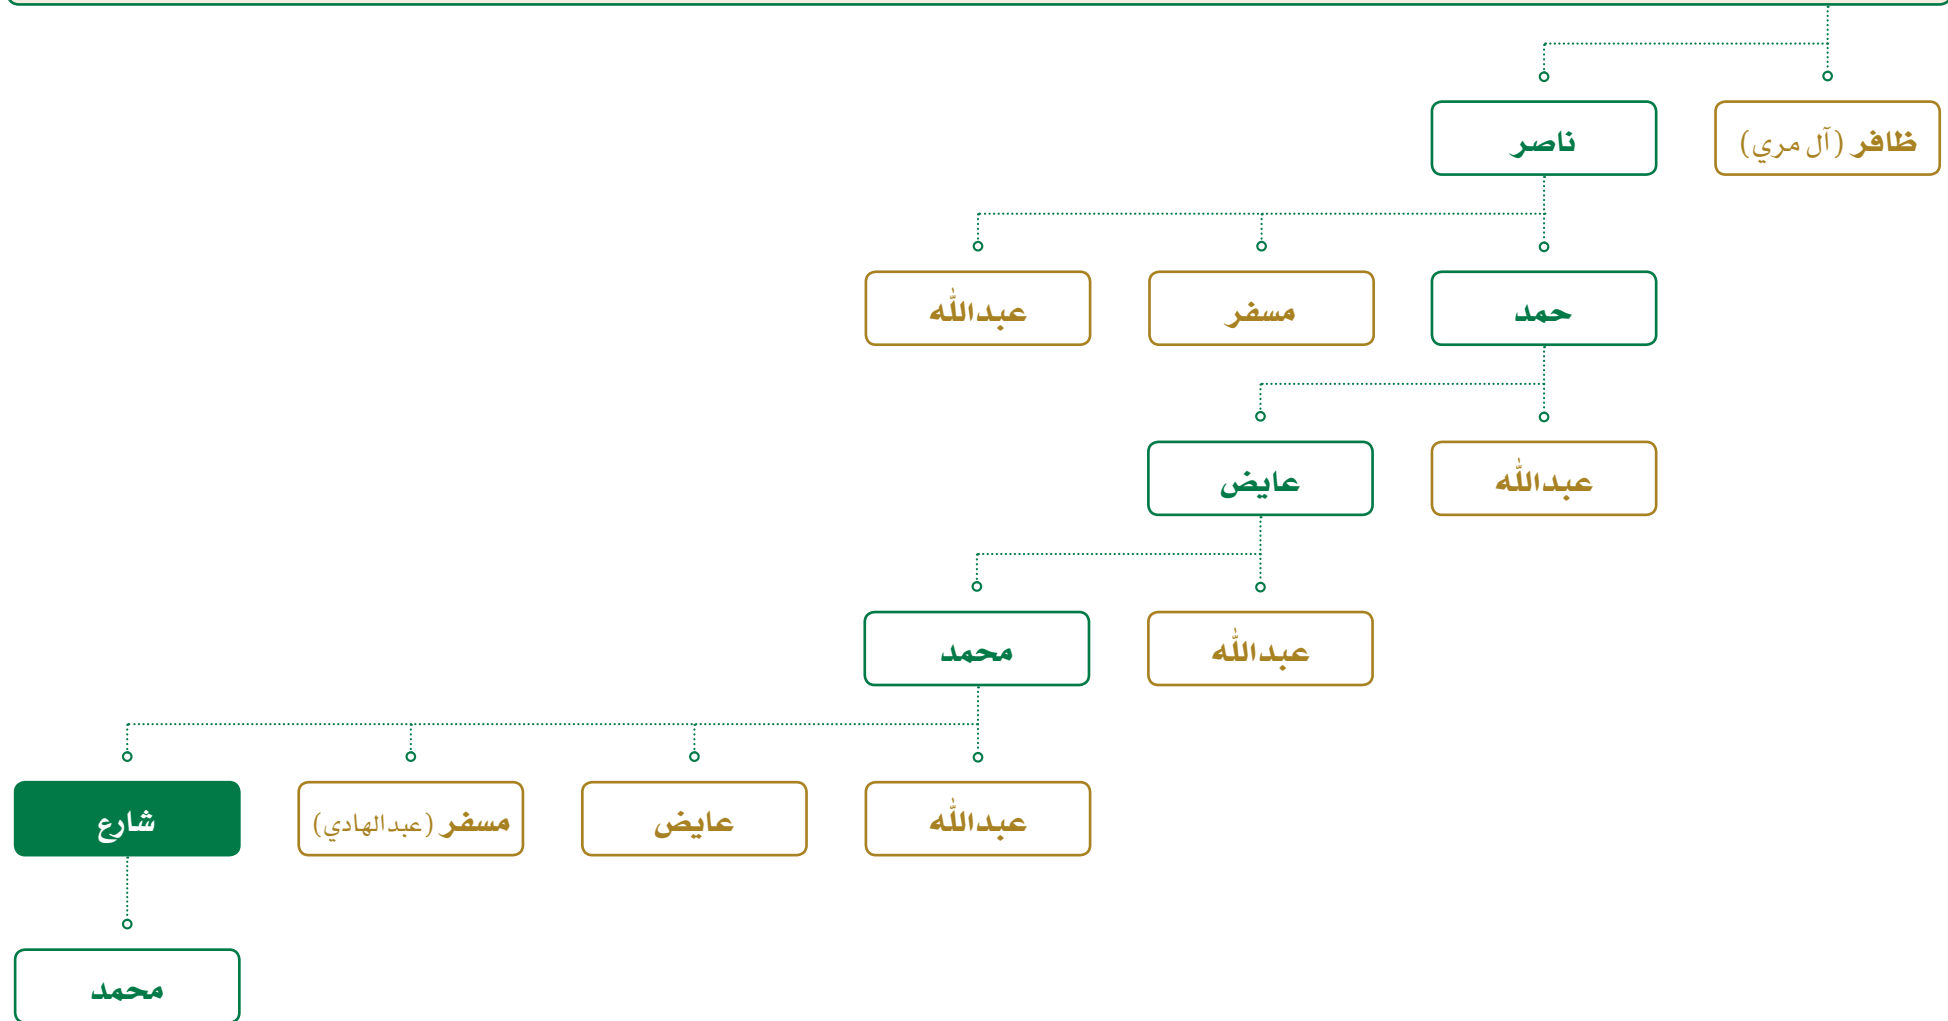 ظافر (آل مري)
ناصر
حمد
مسفر
عبدالله
عبدالله
عايض
عبدالله
محمد
عبدالله
عايض
مسفر (عبدالهادي)
شارع
محمد